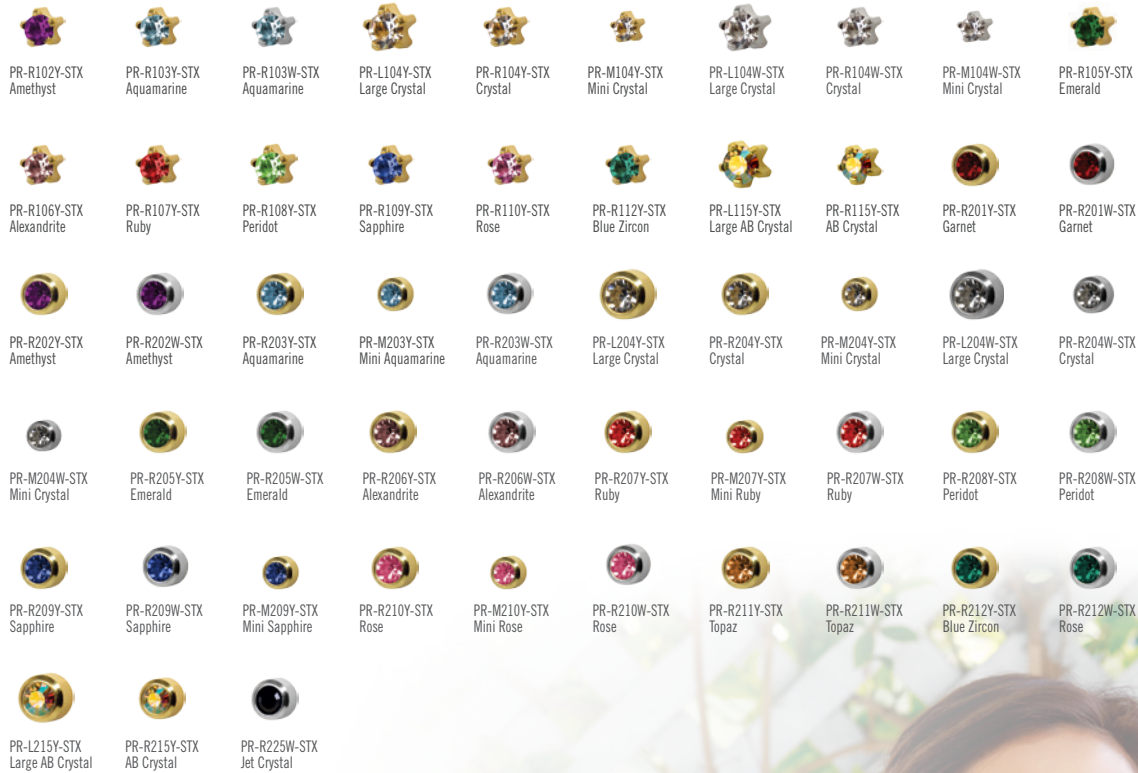 PR-R102Y-STX
Amethyst
PR-R103Y-STX
Aquamarine
PR-R103W-STX
Aquamarine
PR-L104Y-STX
Large Crystal
PR-R104Y-STX
Crystal
PR-M104Y-STX
Mini Crystal
PR-L104W-STX
Large Crystal
PR-R104W-STX
Crystal
PR-M104W-STX
Mini Crystal
PR-R105Y-STX
Emerald
PR-R106Y-STX
Alexandrite
PR-R107Y-STX
Ruby
PR-R108Y-STX
Peridot
PR-R109Y-STX
Sapphire
PR-R110Y-STX
Rose
PR-R112Y-STX
Blue Zircon
PR-L115Y-STX
Large AB Crystal
PR-R115Y-STX
AB Crystal
PR-R201Y-STX
Garnet
PR-R201W-STX
Garnet
PR-R202Y-STX
Amethyst
PR-R202W-STX
Amethyst
PR-R203Y-STX
Aquamarine
PR-M203Y-STX
Mini Aquamarine
PR-R203W-STX
Aquamarine
PR-L204Y-STX
Large Crystal
PR-R204Y-STX
Crystal
PR-M204Y-STX
Mini Crystal
PR-L204W-STX
Large Crystal
PR-R204W-STX
Crystal
PR-M204W-STX
Mini Crystal
PR-R205Y-STX
Emerald
PR-R205W-STX
Emerald
PR-R206Y-STX
Alexandrite
PR-R206W-STX
Alexandrite
PR-R207Y-STX
Ruby
PR-M207Y-STX
Mini Ruby
PR-R207W-STX
Ruby
PR-R208Y-STX
Peridot
PR-R208W-STX
Peridot
PR-R209Y-STX
Sapphire
PR-R209W-STX
Sapphire
PR-M209Y-STX
Mini Sapphire
PR-R210Y-STX
Rose
PR-M210Y-STX
Mini Rose
PR-R210W-STX
Rose
PR-R211Y-STX
Topaz
PR-R211W-STX
Topaz
PR-R212Y-STX
Blue Zircon
PR-R212W-STX
Rose
PR-L215Y-STX
Large AB Crystal
PR-R215Y-STX
AB Crystal
PR-R225W-STX
Jet Crystal